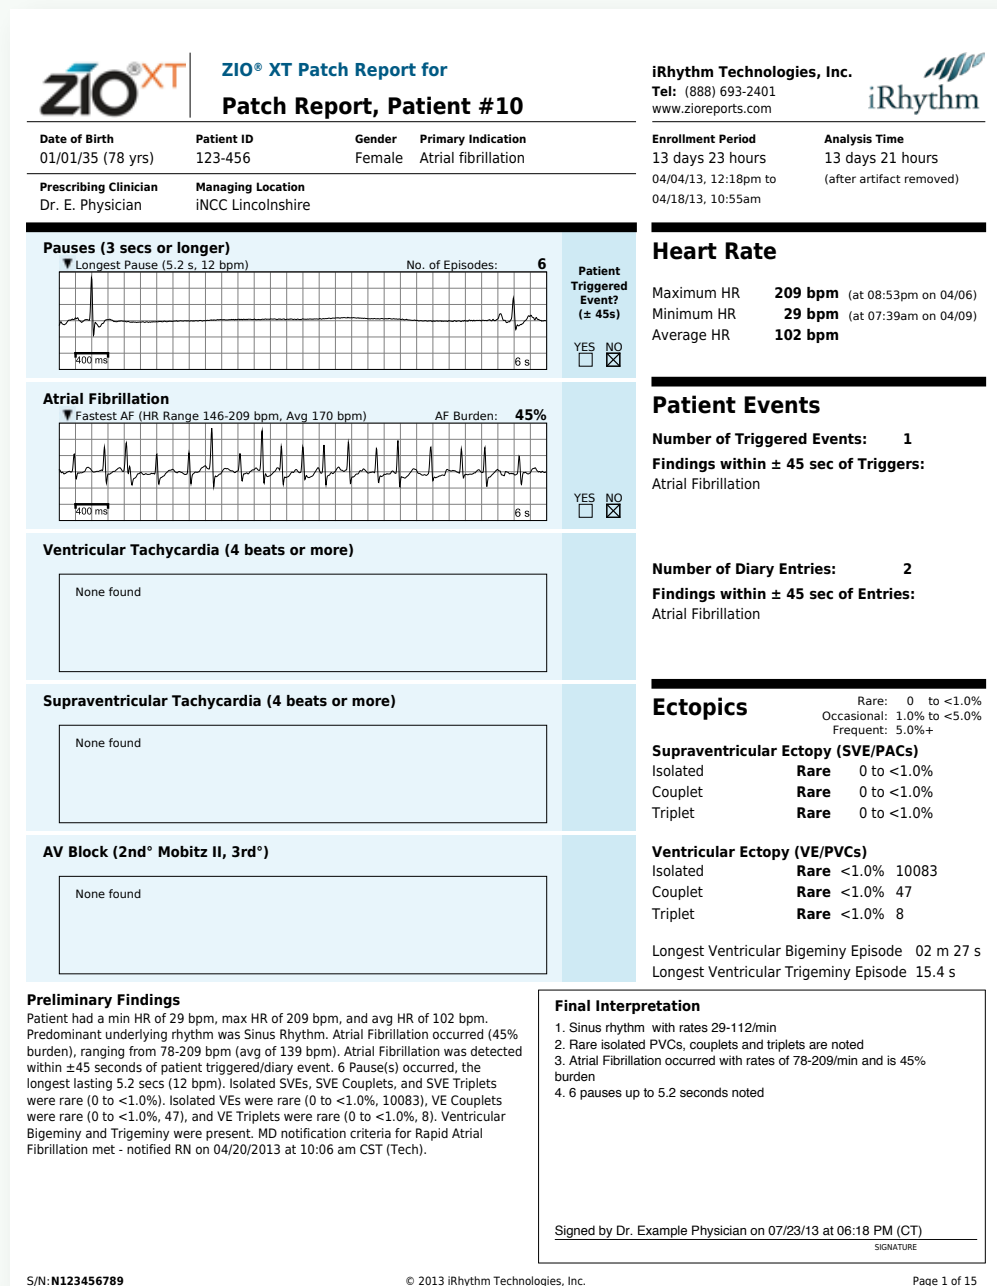 ZIO® XT
ZIO® XT Patch Report for
Patch Report, Patient #10
iRhythm Technologies, Inc.
Tel: (888) 693-2401
www.zioreports.com
iRhythm
Date of Birth
01/01/35 (78 yrs)
Patient ID
123-456
Gender
Female
Primary Indication
Atrial fibrillation
Prescribing Clinician
Dr. E. Physician
Managing Location
iNCC Lincolnshire
Enrollment Period
13 days 23 hours
04/04/13, 12:18pm to
04/18/13, 10:55am
Analysis Time
13 days 21 hours
(after artifact removed)
Pauses (3 secs or longer)
Longest Pause (5.2 s, 12 bpm) No. of Episodes: 6
400 ms 6 s
Patient
Triggered
Event?
(± 45s)
YES NO
Atrial Fibrillation
Fastest AF (HR Range 146-209 bpm, Avg 170 bpm) AF Burden: 45%
400 ms 6 s
YES NO
Ventricular Tachycardia (4 beats or more)
None found
Supraventricular Tachycardia (4 beats or more)
None found
AV Block (2nd° Mobitz II, 3rd°)
None found
Heart Rate
Maximum HR 209 bpm (at 08:53pm on 04/06)
Minimum HR 29 bpm (at 07:39am on 04/09)
Average HR 102 bpm
Patient Events
Number of Triggered Events: 1
Findings within ± 45 sec of Triggers:
Atrial Fibrillation
Number of Diary Entries: 2
Findings within ± 45 sec of Entries:
Atrial Fibrillation
Ectopics
Rare: 0 to <1.0%
Occasional: 1.0% to <5.0%
Frequent: 5.0%+
Supraventricular Ectopy (SVE/PACs)
Isolated Rare 0 to <1.0%
Couplet Rare 0 to <1.0%
Triplet Rare 0 to <1.0%
Ventricular Ectopy (VE/PVCs)
Isolated Rare <1.0% 10083
Couplet Rare <1.0% 47
Triplet Rare <1.0% 8
Longest Ventricular Bigeminy Episode 02 m 27 s
Longest Ventricular Trigeminy Episode 15.4 s
Preliminary Findings
Patient had a min HR of 29 bpm, max HR of 209 bpm, and avg HR of 102 bpm.
Predominant underlying rhythm was Sinus Rhythm. Atrial Fibrillation occurred (45%
burden), ranging from 78-209 bpm (avg of 139 bpm). Atrial Fibrillation was detected
within ±45 seconds of patient triggered/diary event. 6 Pause(s) occurred, the
longest lasting 5.2 secs (12 bpm). Isolated SVEs, SVE Couplets, and SVE Triplets
were rare (0 to <1.0%). Isolated VEs were rare (0 to <1.0%, 10083), VE Couplets
were rare (0 to <1.0%, 47), and VE Triplets were rare (0 to <1.0%, 8). Ventricular
Bigeminy and Trigeminy were present. MD notification criteria for Rapid Atrial
Fibrillation met - notified RN on 04/20/2013 at 10:06 am CST (Tech).
Final Interpretation
1. Sinus rhythm with rates 29-112/min
2. Rare isolated PVCs, couplets and triplets are noted
3. Atrial Fibrillation occurred with rates of 78-209/min and is 45%
burden
4. 6 pauses up to 5.2 seconds noted
Signed by Dr. Example Physician on 07/23/13 at 06:18 PM (CT)
SIGNATURE
S/N:N123456789
© 2013 iRhythm Technologies, Inc.
Page 1 of 15